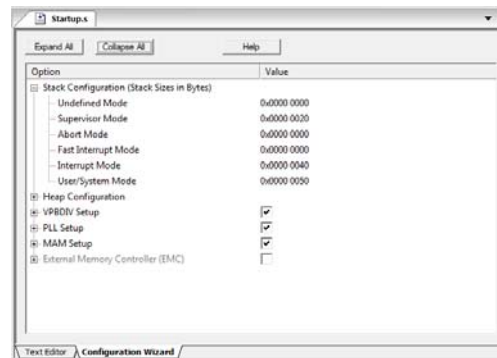 Startup.s
Expand All Collapse All Help
Option Value
Stack Configuration (Stack Sizes in Bytes)
Undefined Mode 0x0000 0000
Supervisor Mode 0x0000 0020
Abort Mode 0x0000 0000
Fast Interrupt Mode 0x0000 0000
Interrupt Mode 0x0000 0040
User/System Mode 0x0000 0050
Heap Configuration
VPBDIV Setup
PLL Setup
MAM Setup
External Memory Controller (EMC)
Text Editor Configuration Wizard